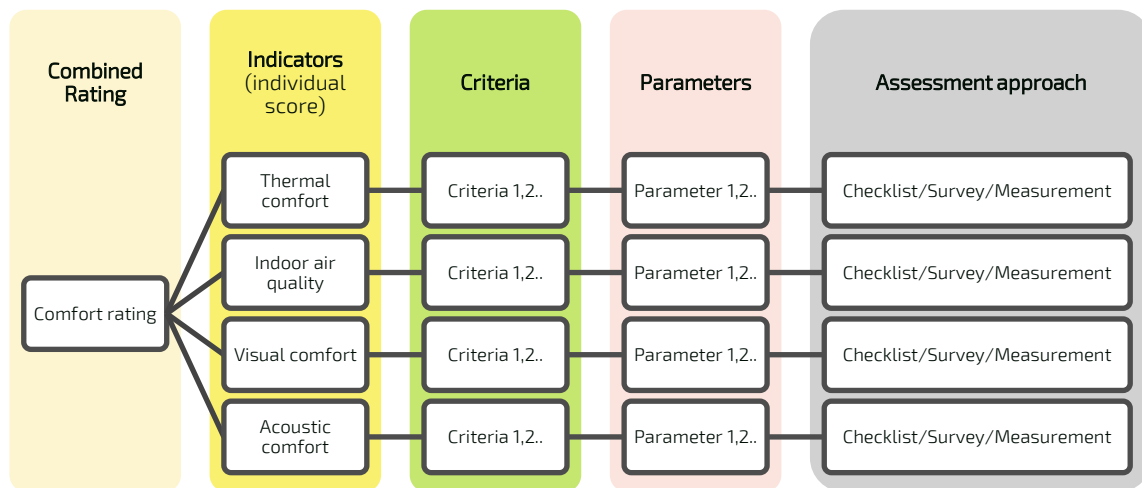 Combined
Rating
Indicators
(individual
score)
Criteria
Parameters
Assessment approach
Thermal
comfort
Criteria 1,2..
Parameter 1,2..
Checklist/Survey/Measurement
Indoor air
quality
Criteria 1,2..
Parameter 1,2..
Checklist/Survey/Measurement
Comfort rating
Visual comfort
Criteria 1,2..
Parameter 1,2..
Checklist/Survey/Measurement
Acoustic
comfort
Criteria 1,2..
Parameter 1,2..
Checklist/Survey/Measurement